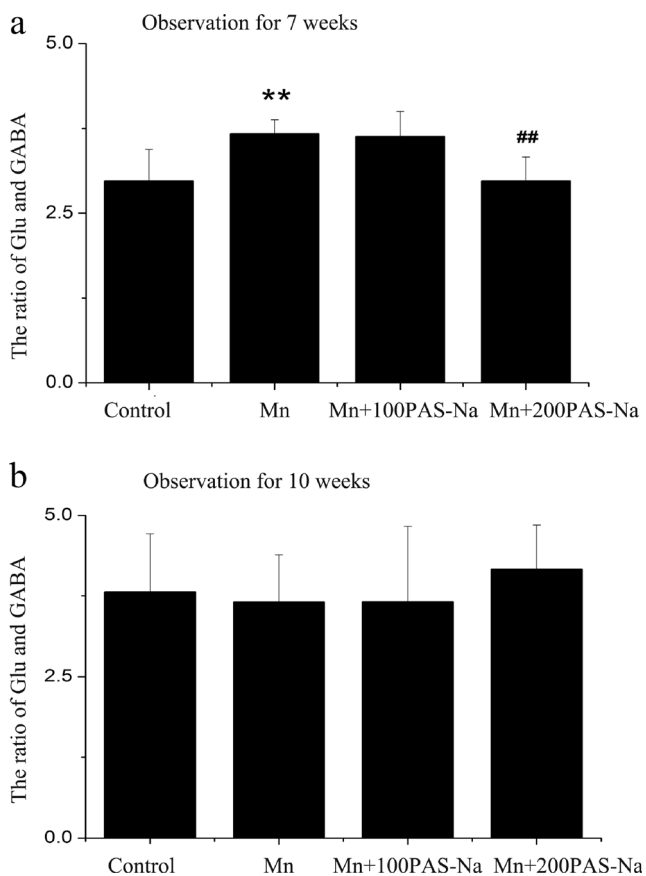 a
Observation for 7 weeks
The ratio of Glu and GABA
5.0
**
##
2.5
0.0
Control Mn Mn+100PAS-Na Mn+200PAS-Na
b
Observation for 10 weeks
The ratio of Glu and GABA
5.0
2.5
0.0
Control Mn Mn+100PAS-Na Mn+200PAS-Na